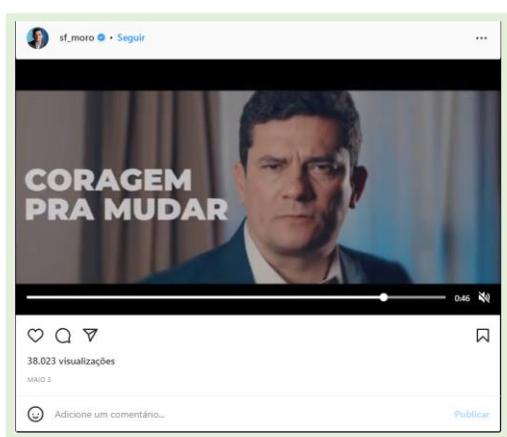 sf_moro • Seguir
CORAGEM
PRA MUDAR
0:46
38.023 visualizações
MAIO 3
Adicione um comentário...
Publicar